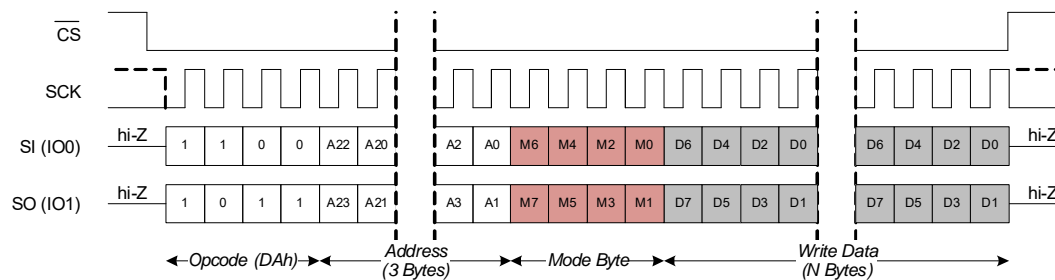 CS
SCK
SI (IO0) hi-Z 1 1 0 0 A22 A20 A2 A0 M6 M4 M2 M0 D6 D4 D2 D0 D6 D4 D2 D0 hi-Z
SO (IO1) hi-Z 1 0 1 1 A23 A21 A3 A1 M7 M5 M3 M1 D7 D5 D3 D1 D7 D5 D3 D1 hi-Z
Opcode (DAh) Address Mode Byte Write Data
(3 Bytes) (N Bytes)